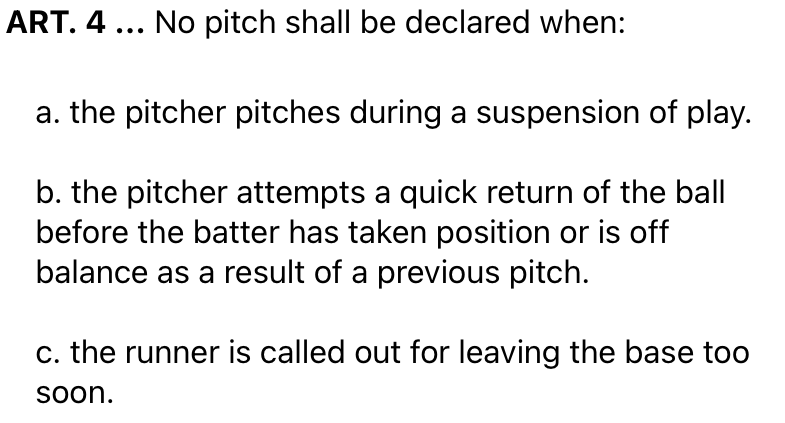 ART. 4 ... No pitch shall be declared when:
a. the pitcher pitches during a suspension of play.
b. the pitcher attempts a quick return of the ball
before the batter has taken position or is off
balance as a result of a previous pitch.
c. the runner is called out for leaving the base too
soon.